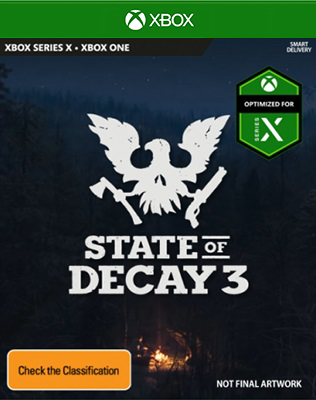 XBOX
XBOX SERIES X • XBOX ONE
SMART
DELIVERY
OPTIMIZED FOR
SERIES X
STATE OF
DECAY 3
Check the Classification
NOT FINAL ARTWORK